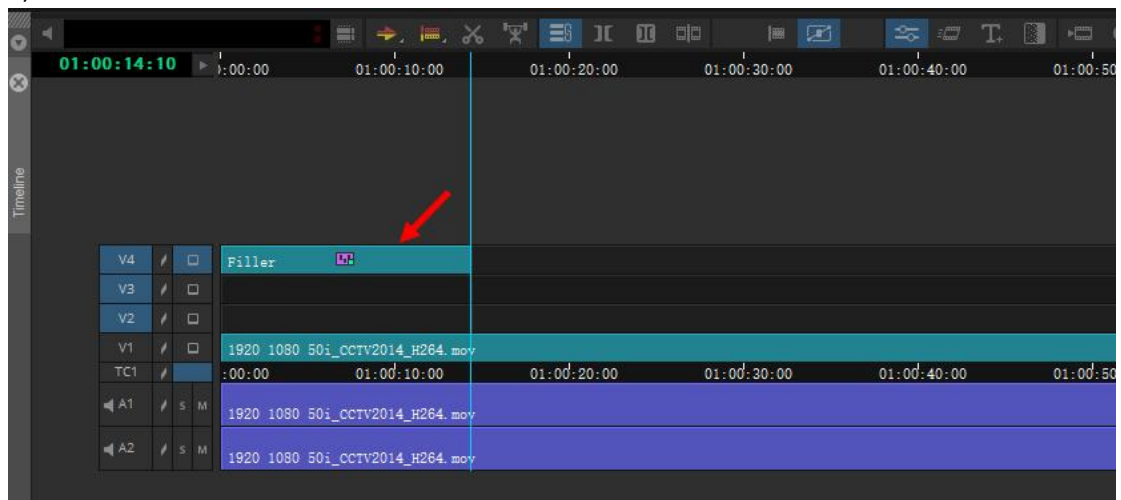 01:00:14:10 :00:00 01:00:10:00 01:00:20:00 01:00:30:00 01:00:40:00 01:00:50
Timeline
V4 Filler
V3
V2
V1 1920 1080 50i_CCTV2014_H264.mov
TC1 :00:00 01:00:10:00 01:00:20:00 01:00:30:00 01:00:40:00 01:00:50
A1 S M 1920 1080 50i_CCTV2014_H264.mov
A2 S M 1920 1080 50i_CCTV2014_H264.mov